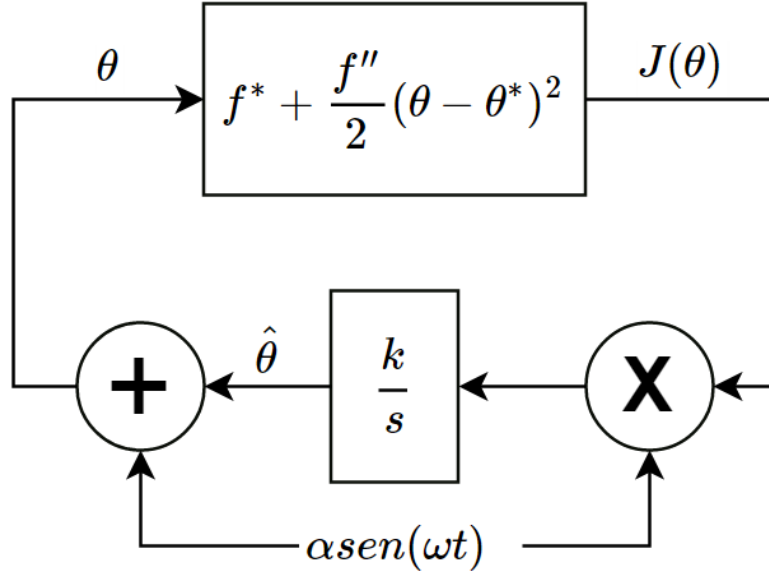 θ
J(θ)
f* + f''/2 (θ − θ*)²
+
θ̂
k/s
X
αsen(ωt)